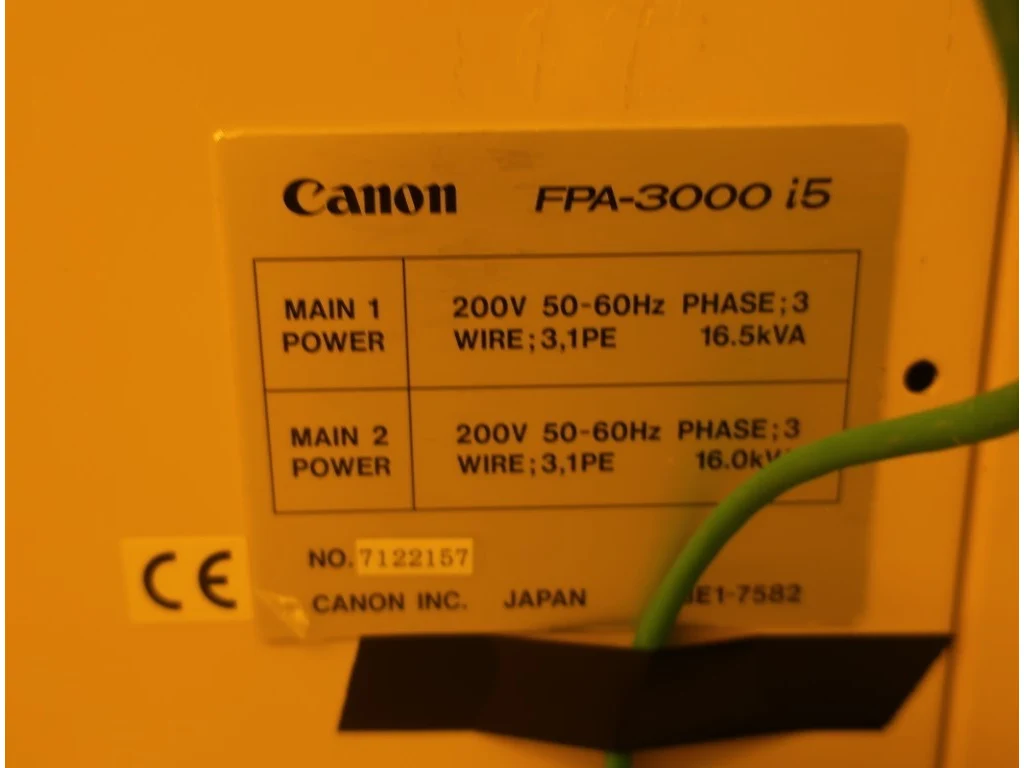 Canon FPA-3000 i5
MAIN 1 POWER
200V 50-60Hz PHASE;3
WIRE;3,1PE 16.5kVA
MAIN 2 POWER
200V 50-60Hz PHASE;3
WIRE;3,1PE
NO. 7122157
CANON INC. JAPAN
CE